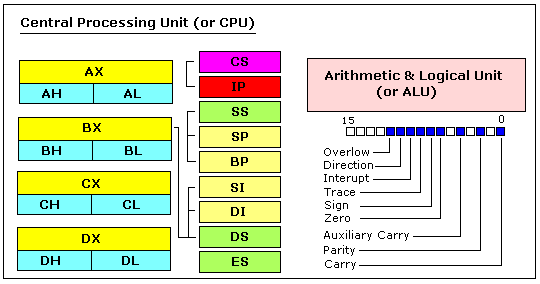 Central Processing Unit (or CPU)
AX
AH AL
BX
BH BL
CX
CH CL
DX
DH DL
CS
IP
SS
SP
BP
SI
DI
DS
ES
Arithmetic & Logical Unit
(or ALU)
15 0
Overlow
Direction
Interupt
Trace
Sign
Zero
Auxiliary Carry
Parity
Carry